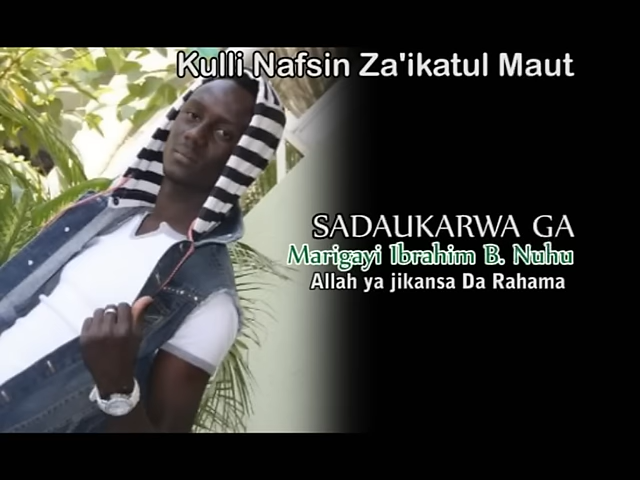 Kulli Nafsin Za'ikatul Maut
SADAUKARWA GA
Marigayi Ibrahim B. Nuhu
Allah ya jikansa Da Rahama